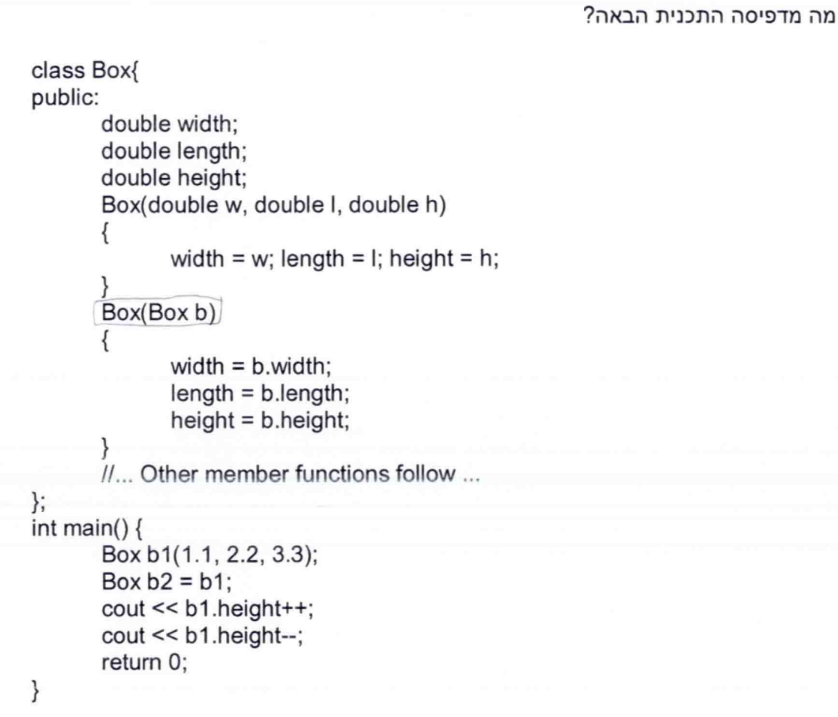 מה מדפיסה התכנית הבאה?
class Box{
public:
double width;
double length;
double height;
Box(double w, double l, double h)
{
width = w; length = l; height = h;
}
Box(Box b)
{
width = b.width;
length = b.length;
height = b.height;
}
//... Other member functions follow ...
};
int main() {
Box b1(1.1, 2.2, 3.3);
Box b2 = b1;
cout << b1.height++;
cout << b1.height--;
return 0;
}